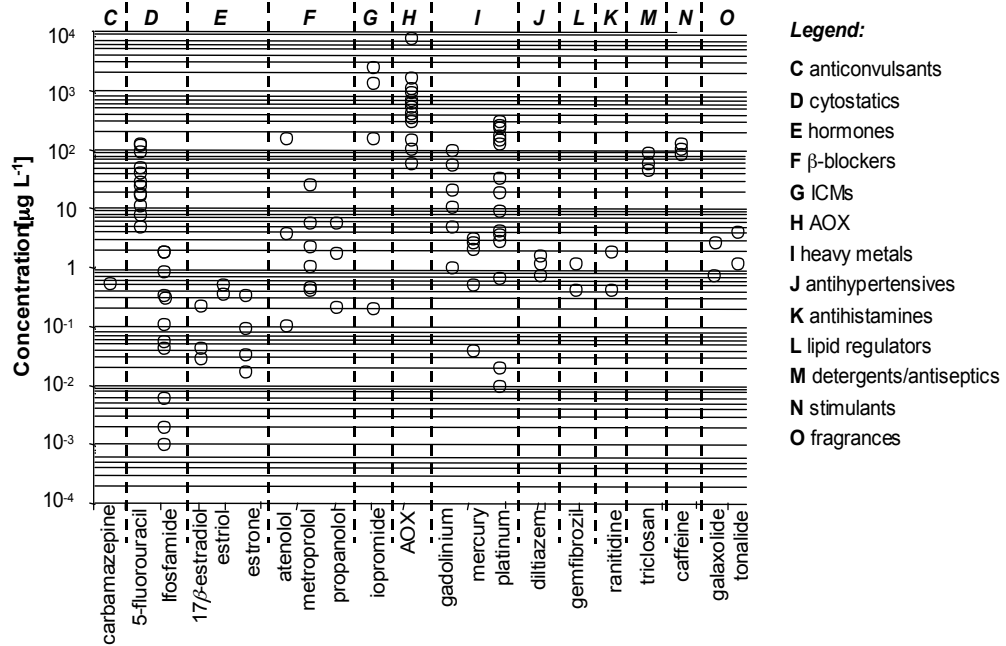 C D E F G H I J L K M N O
Concentration[μg L-1]
10⁴
10³
10²
10
1
10⁻¹
10⁻²
10⁻³
10⁻⁴
carbamazepine
5-fluorouracil
Ifosfamide
17β-estradiol
estriol
estrone
atenolol
metroprolol
propanolol
iopromide
AOX
gadolinium
mercury
platinum
diltiazem
gemfibrozil
ranitidine
triclosan
caffeine
galaxolide
tonalide
Legend:
C anticonvulsants
D cytostatics
E hormones
F β-blockers
G ICMs
H AOX
I heavy metals
J antihypertensives
K antihistamines
L lipid regulators
M detergents/antiseptics
N stimulants
O fragrances